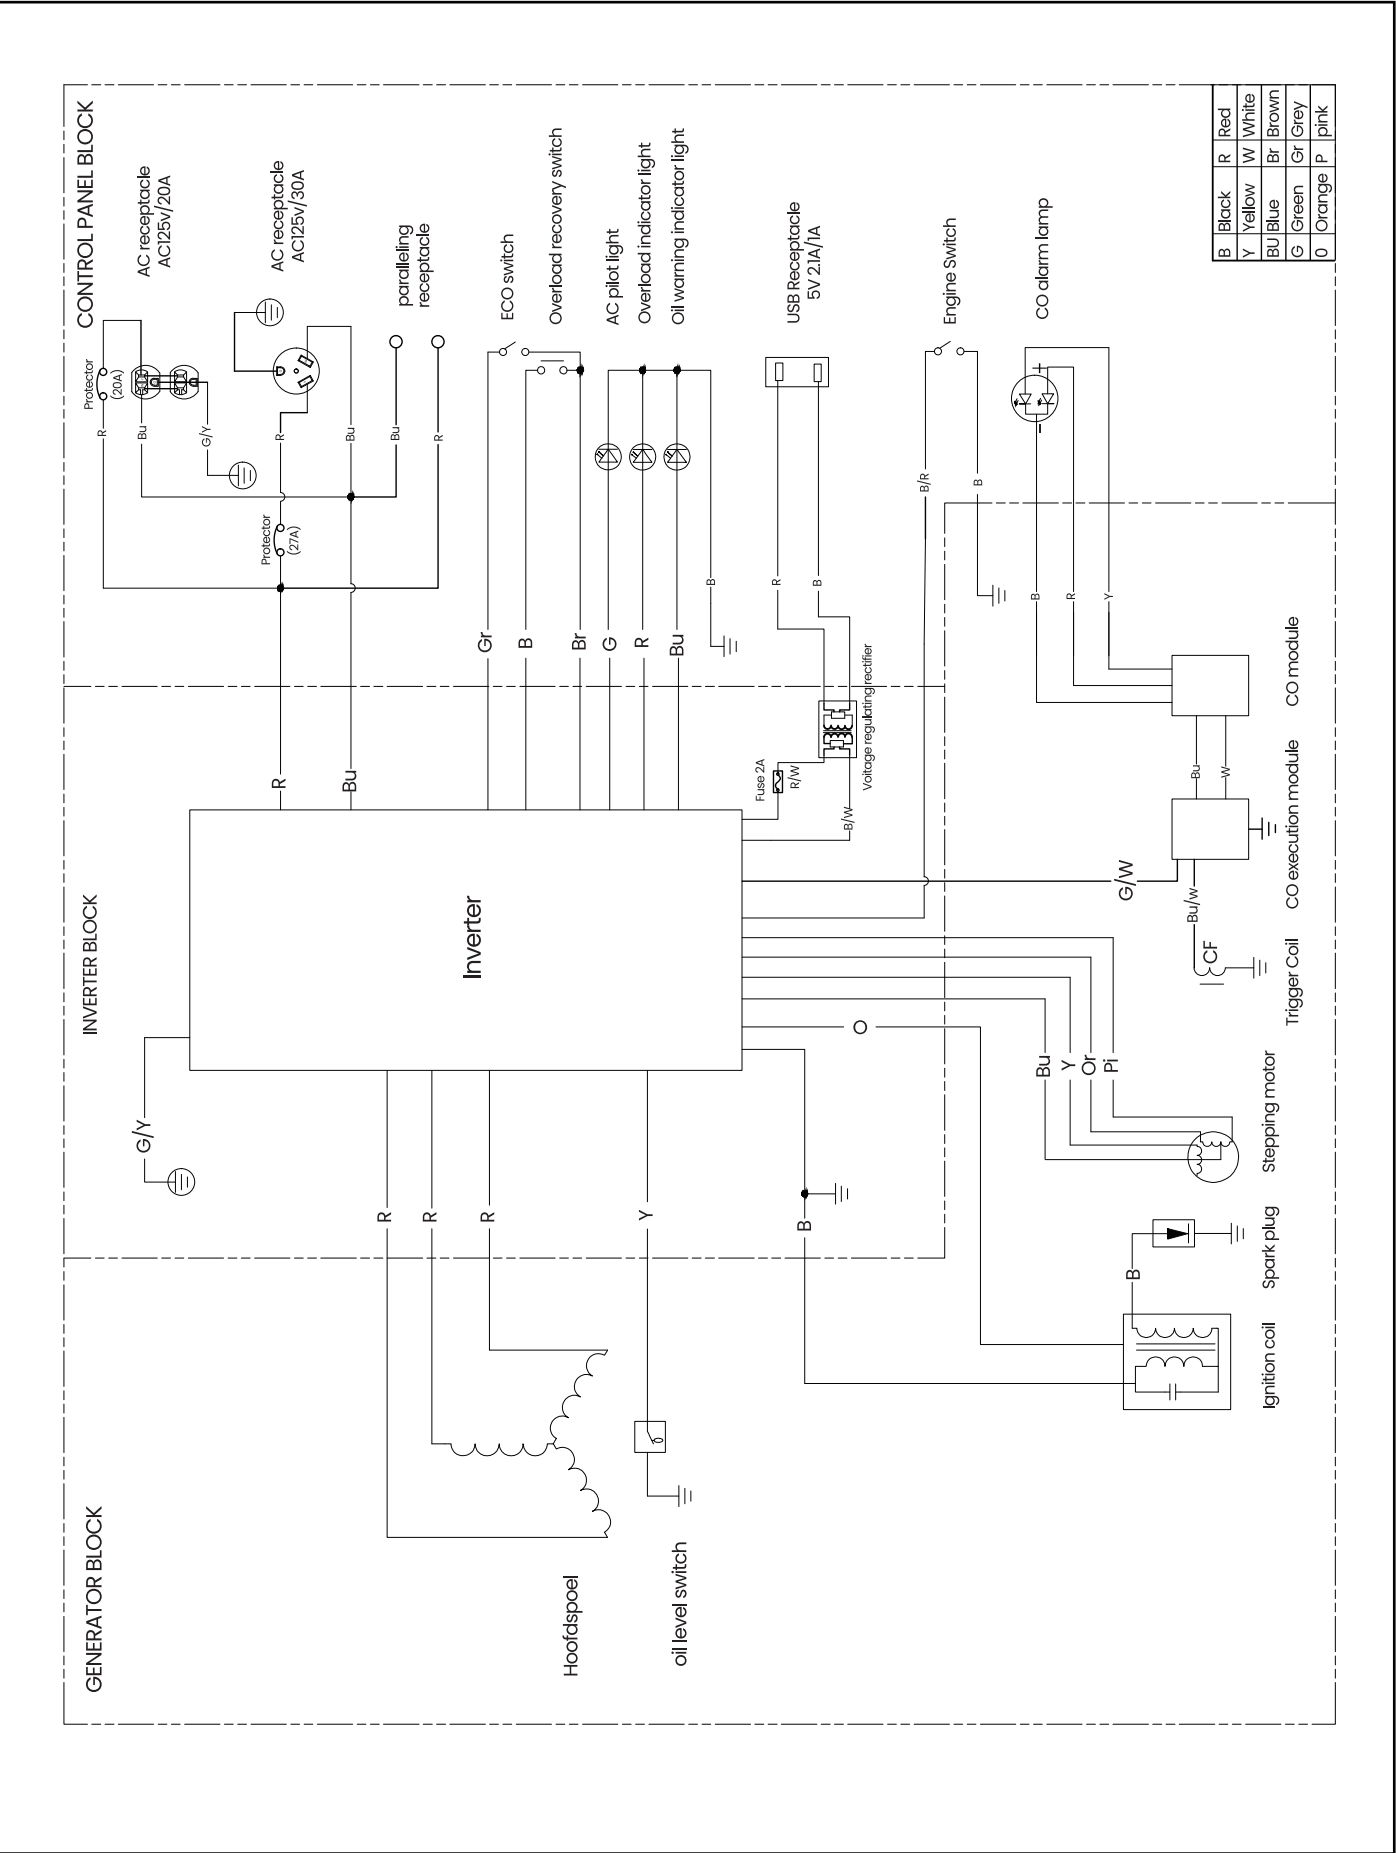 GENERATOR BLOCK
INVERTER BLOCK
CONTROL PANEL BLOCK
Protector
(20A)
R
Bu
G/Y
AC receptacle
AC125v/20A
G/Y
R
Protector
(27A)
R
Bu
AC receptacle
AC125v/30A
Bu
Bu
R
paralleling
receptacle
Inverter
R
R
R
Hoofdspoel
Gr
ECO switch
B
Br
Overload recovery switch
G
AC pilot light
R
Overload indicator light
Bu
Oil warning indicator light
B
Y
oil level switch
Fuse 2A
R/W
B/W
Voitage regulating rectifier
R
B
USB Receptacle
5V 2.1A/1A
B
O
B/R
B
Engine Switch
Bu
Y
Or
Pi
G/W
B
R
Y
+
-
CO alarm lamp
B
Bu/w
CF
Bu
W
Ignition coil
Spark plug
Stepping motor
Trigger Coil
CO execution module
CO module
B Black R Red
Y Yellow W White
BU Blue Br Brown
G Green Gr Grey
O Orange P pink